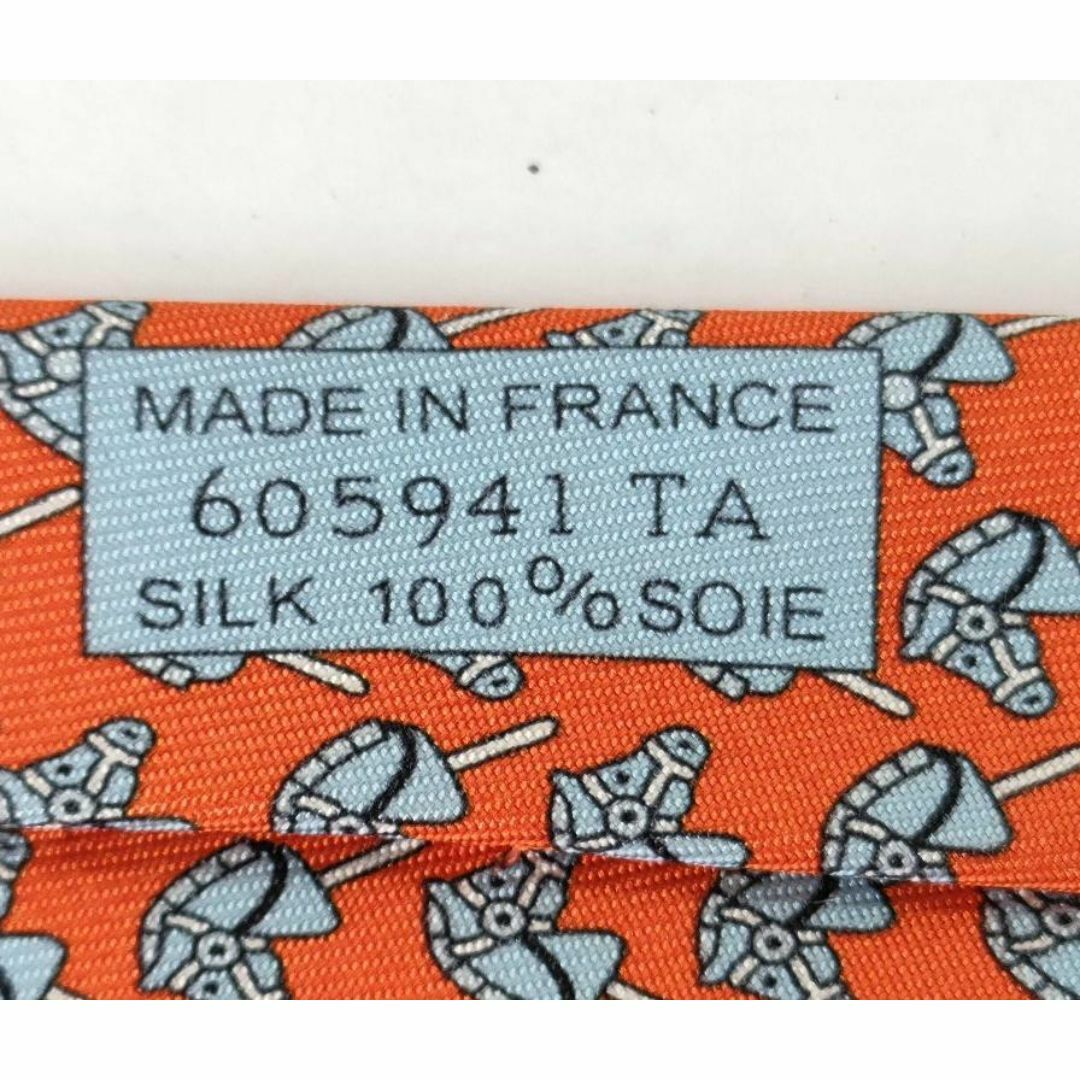 MADE IN FRANCE
605941 TA
SILK 100% SOIE